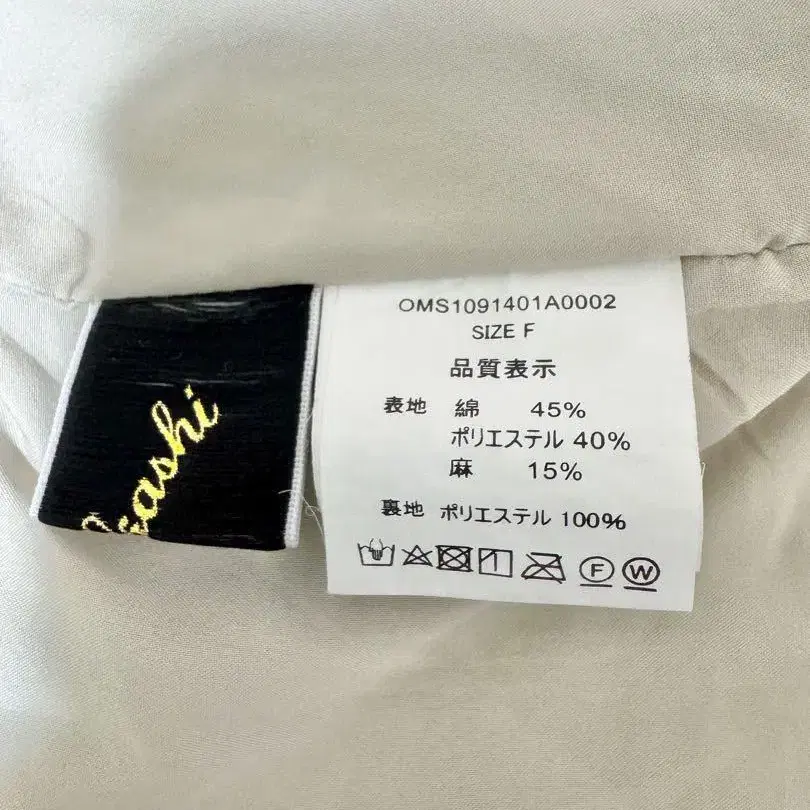 OMS1091401A0002
SIZE F
品質表示
表地 綿 45%
ポリエステル 40%
麻 15%
裏地 ポリエステル 100%
F W